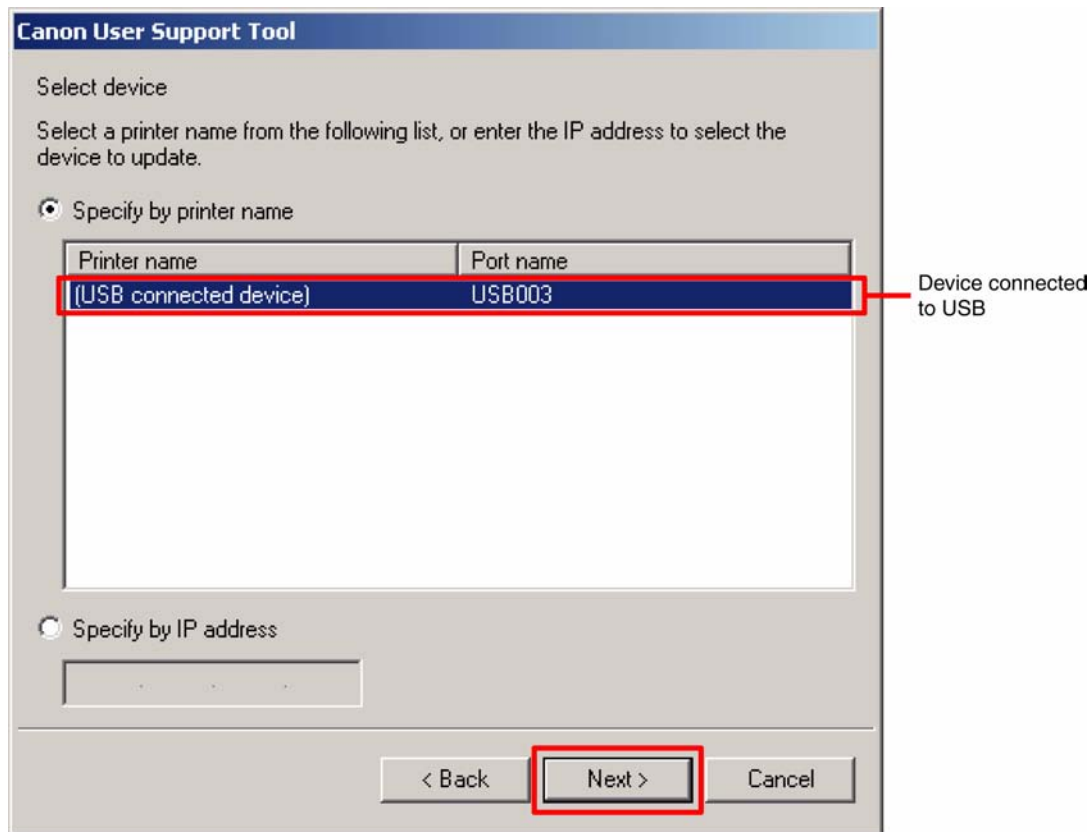 Canon User Support Tool
Select device
Select a printer name from the following list, or enter the IP address to select the
device to update.
Specify by printer name
Printer name Port name
(USB connected device) USB003
Device connected
to USB
Specify by IP address
. . .
< Back Next > Cancel